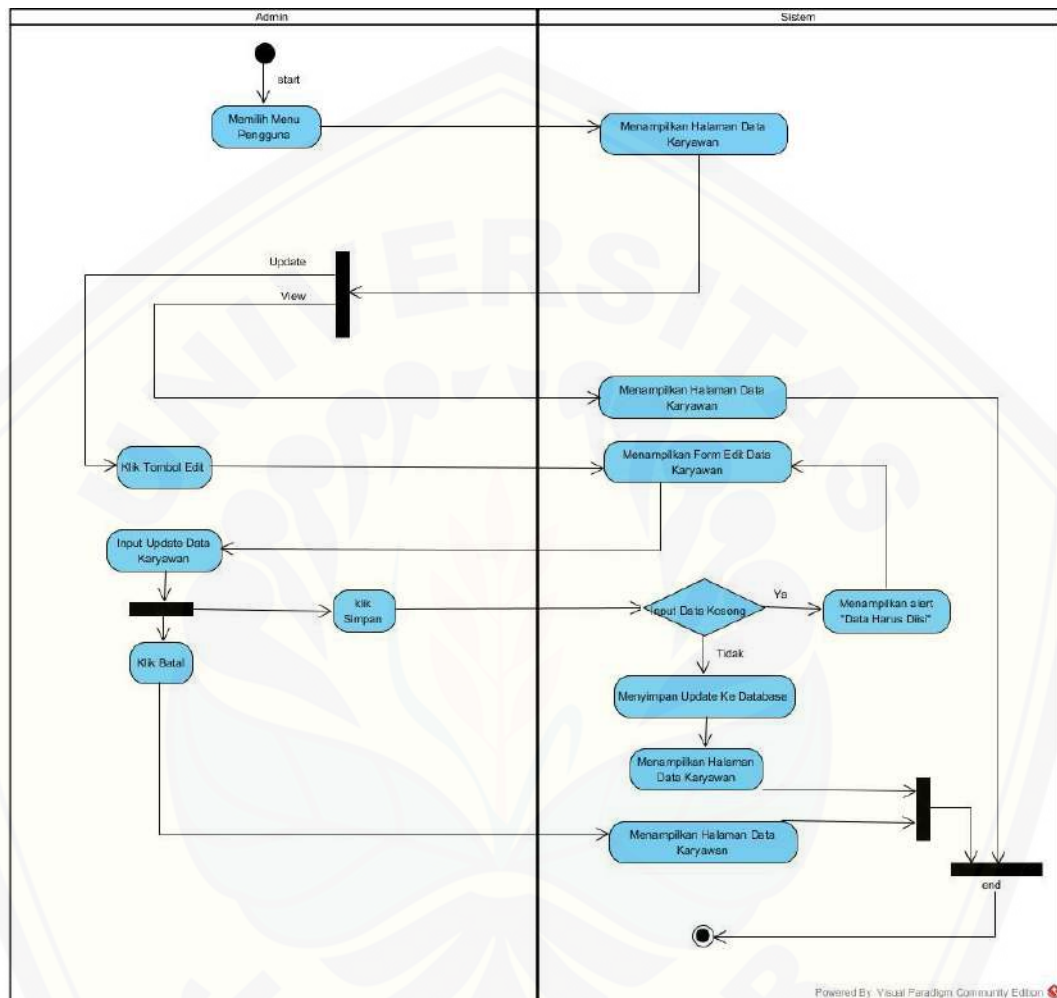 Admin
Sistem
start
Memilih Menu
Pengguna
Menampilkan Halaman Data
Karyawan
Update
View
Menampilkan Halaman Data
Karyawan
Klik Tombol Edit
Menampilkan Form Edit Data
Karyawan
Input Update Data
Karyawan
klik
Simpan
Input Data Kosong
Ya
Menampilkan alert
"Data Harus Diisi"
Tidak
Klik Batal
Menyimpan Update Ke Database
Menampilkan Halaman
Data Karyawan
Menampilkan Halaman Data
Karyawan
end
UNIVERSITAS
Powered By Visual Paradigm Community Edition